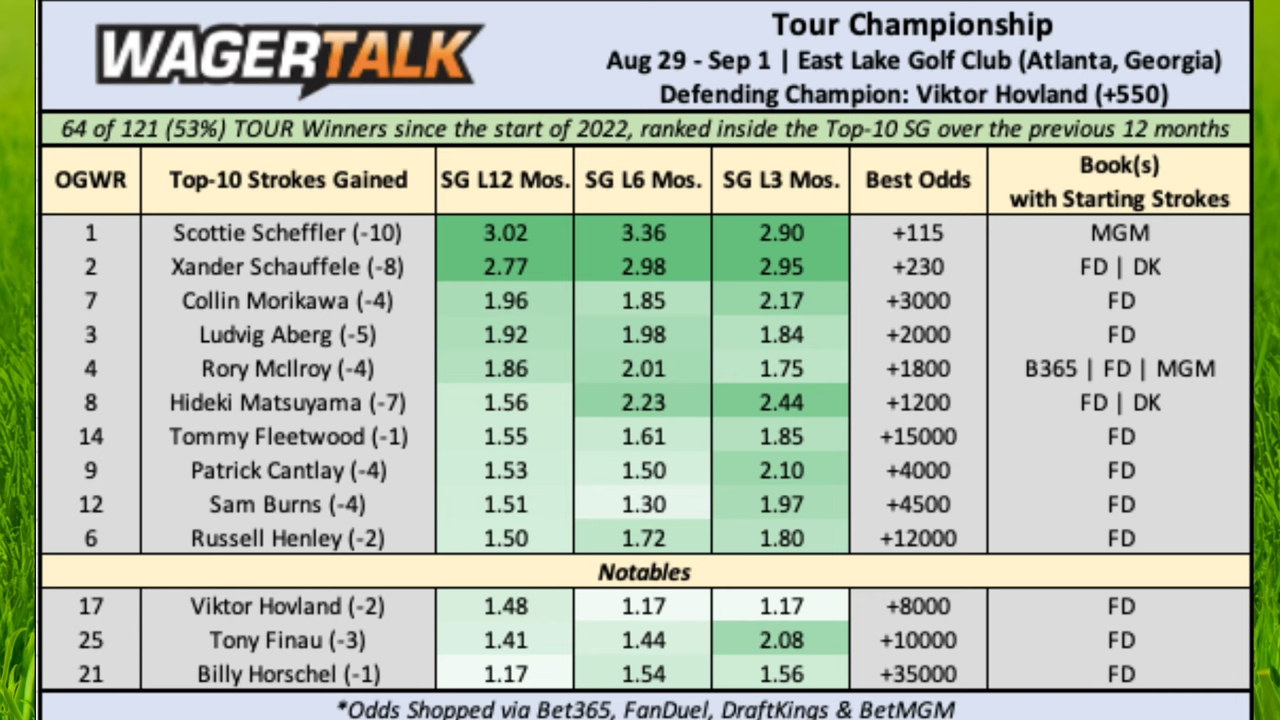 WAGERTALK
Tour Championship
Aug 29 - Sep 1 | East Lake Golf Club (Atlanta, Georgia)
Defending Champion: Viktor Hovland (+550)
64 of 121 (53%) TOUR Winners since the start of 2022, ranked inside the Top-10 SG over the previous 12 months
OGWR Top-10 Strokes Gained SG L12 Mos. SG L6 Mos. SG L3 Mos. Best Odds Book(s)
with Starting Strokes
1 Scottie Scheffler (-10) 3.02 3.36 2.90 +115 MGM
2 Xander Schauffele (-8) 2.77 2.98 2.95 +230 FD | DK
7 Collin Morikawa (-4) 1.96 1.85 2.17 +3000 FD
3 Ludvig Aberg (-5) 1.92 1.98 1.84 +2000 FD
4 Rory McIlroy (-4) 1.86 2.01 1.75 +1800 B365 | FD | MGM
8 Hideki Matsuyama (-7) 1.56 2.23 2.44 +1200 FD | DK
14 Tommy Fleetwood (-1) 1.55 1.61 1.85 +15000 FD
9 Patrick Cantlay (-4) 1.53 1.50 2.10 +4000 FD
12 Sam Burns (-4) 1.51 1.30 1.97 +4500 FD
6 Russell Henley (-2) 1.50 1.72 1.80 +12000 FD
Notables
17 Viktor Hovland (-2) 1.48 1.17 1.17 +8000 FD
25 Tony Finau (-3) 1.41 1.44 2.08 +10000 FD
21 Billy Horschel (-1) 1.17 1.54 1.56 +35000 FD
*Odds Shopped via Bet365, FanDuel, DraftKings & BetMGM